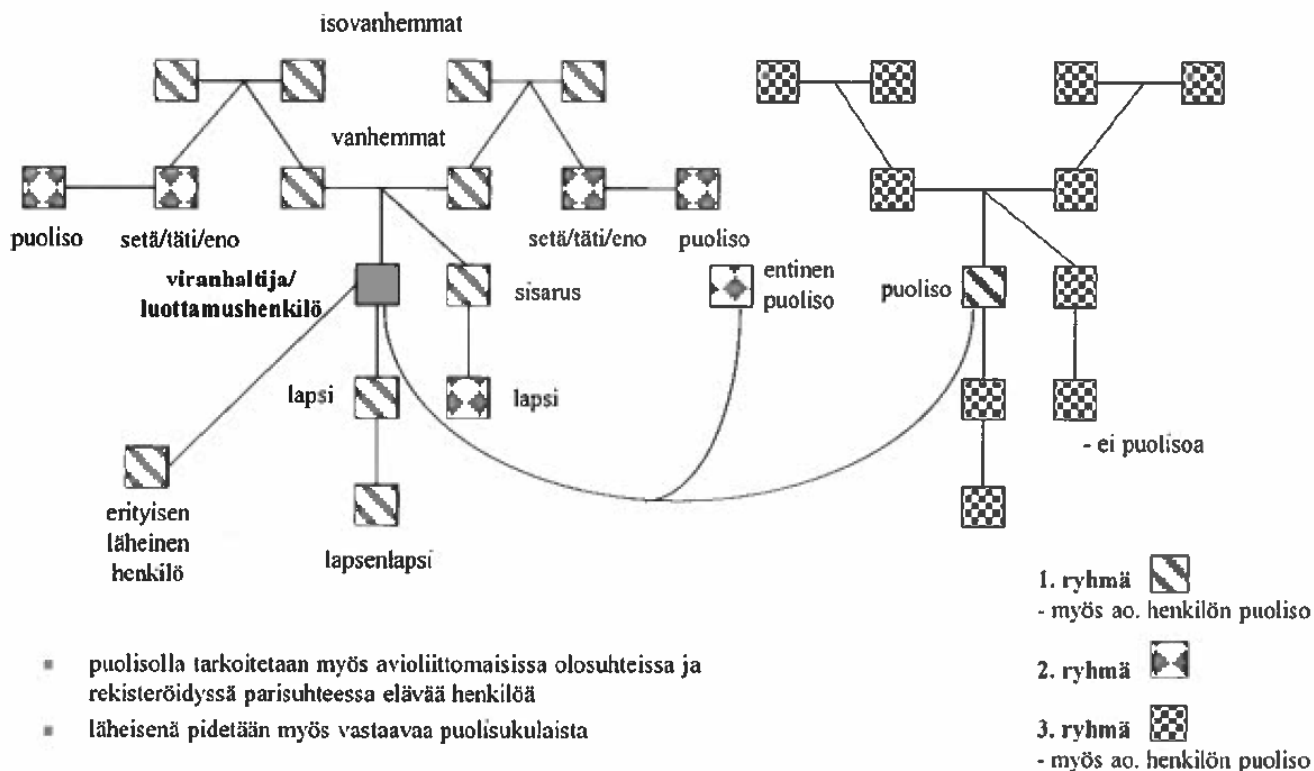 isovanhemmat
vanhemmat
puoliso
setä/täti/eno
setä/täti/eno
puoliso
viranhaltija/
luottamushenkilö
sisarus
entinen
puoliso
puoliso
lapsi
lapsi
- ei puolisoa
erityisen
läheinen
henkilö
lapsenlapsi
1. ryhmä
- myös ao. henkilön puoliso
2. ryhmä
3. ryhmä
- myös ao. henkilön puoliso
▪ puolisolla tarkoitetaan myös avioliittomaisissa olosuhteissa ja
rekisteröidyssä parisuhteessa elävää henkilöä
▪ läheisenä pidetään myös vastaavaa puolisukulaista